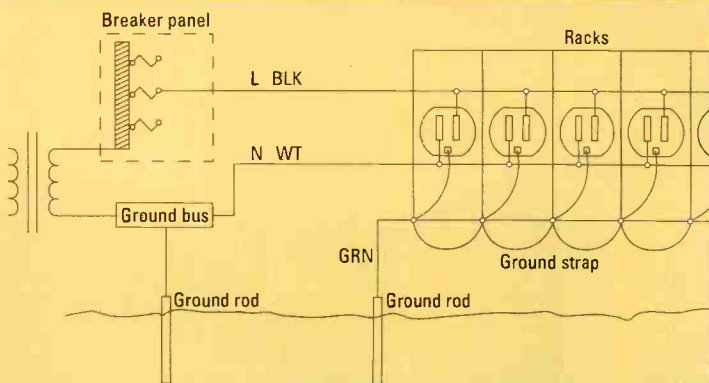 Breaker panel
Racks
L BLK
N WT
Ground bus
GRN
Ground strap
Ground rod
Ground rod